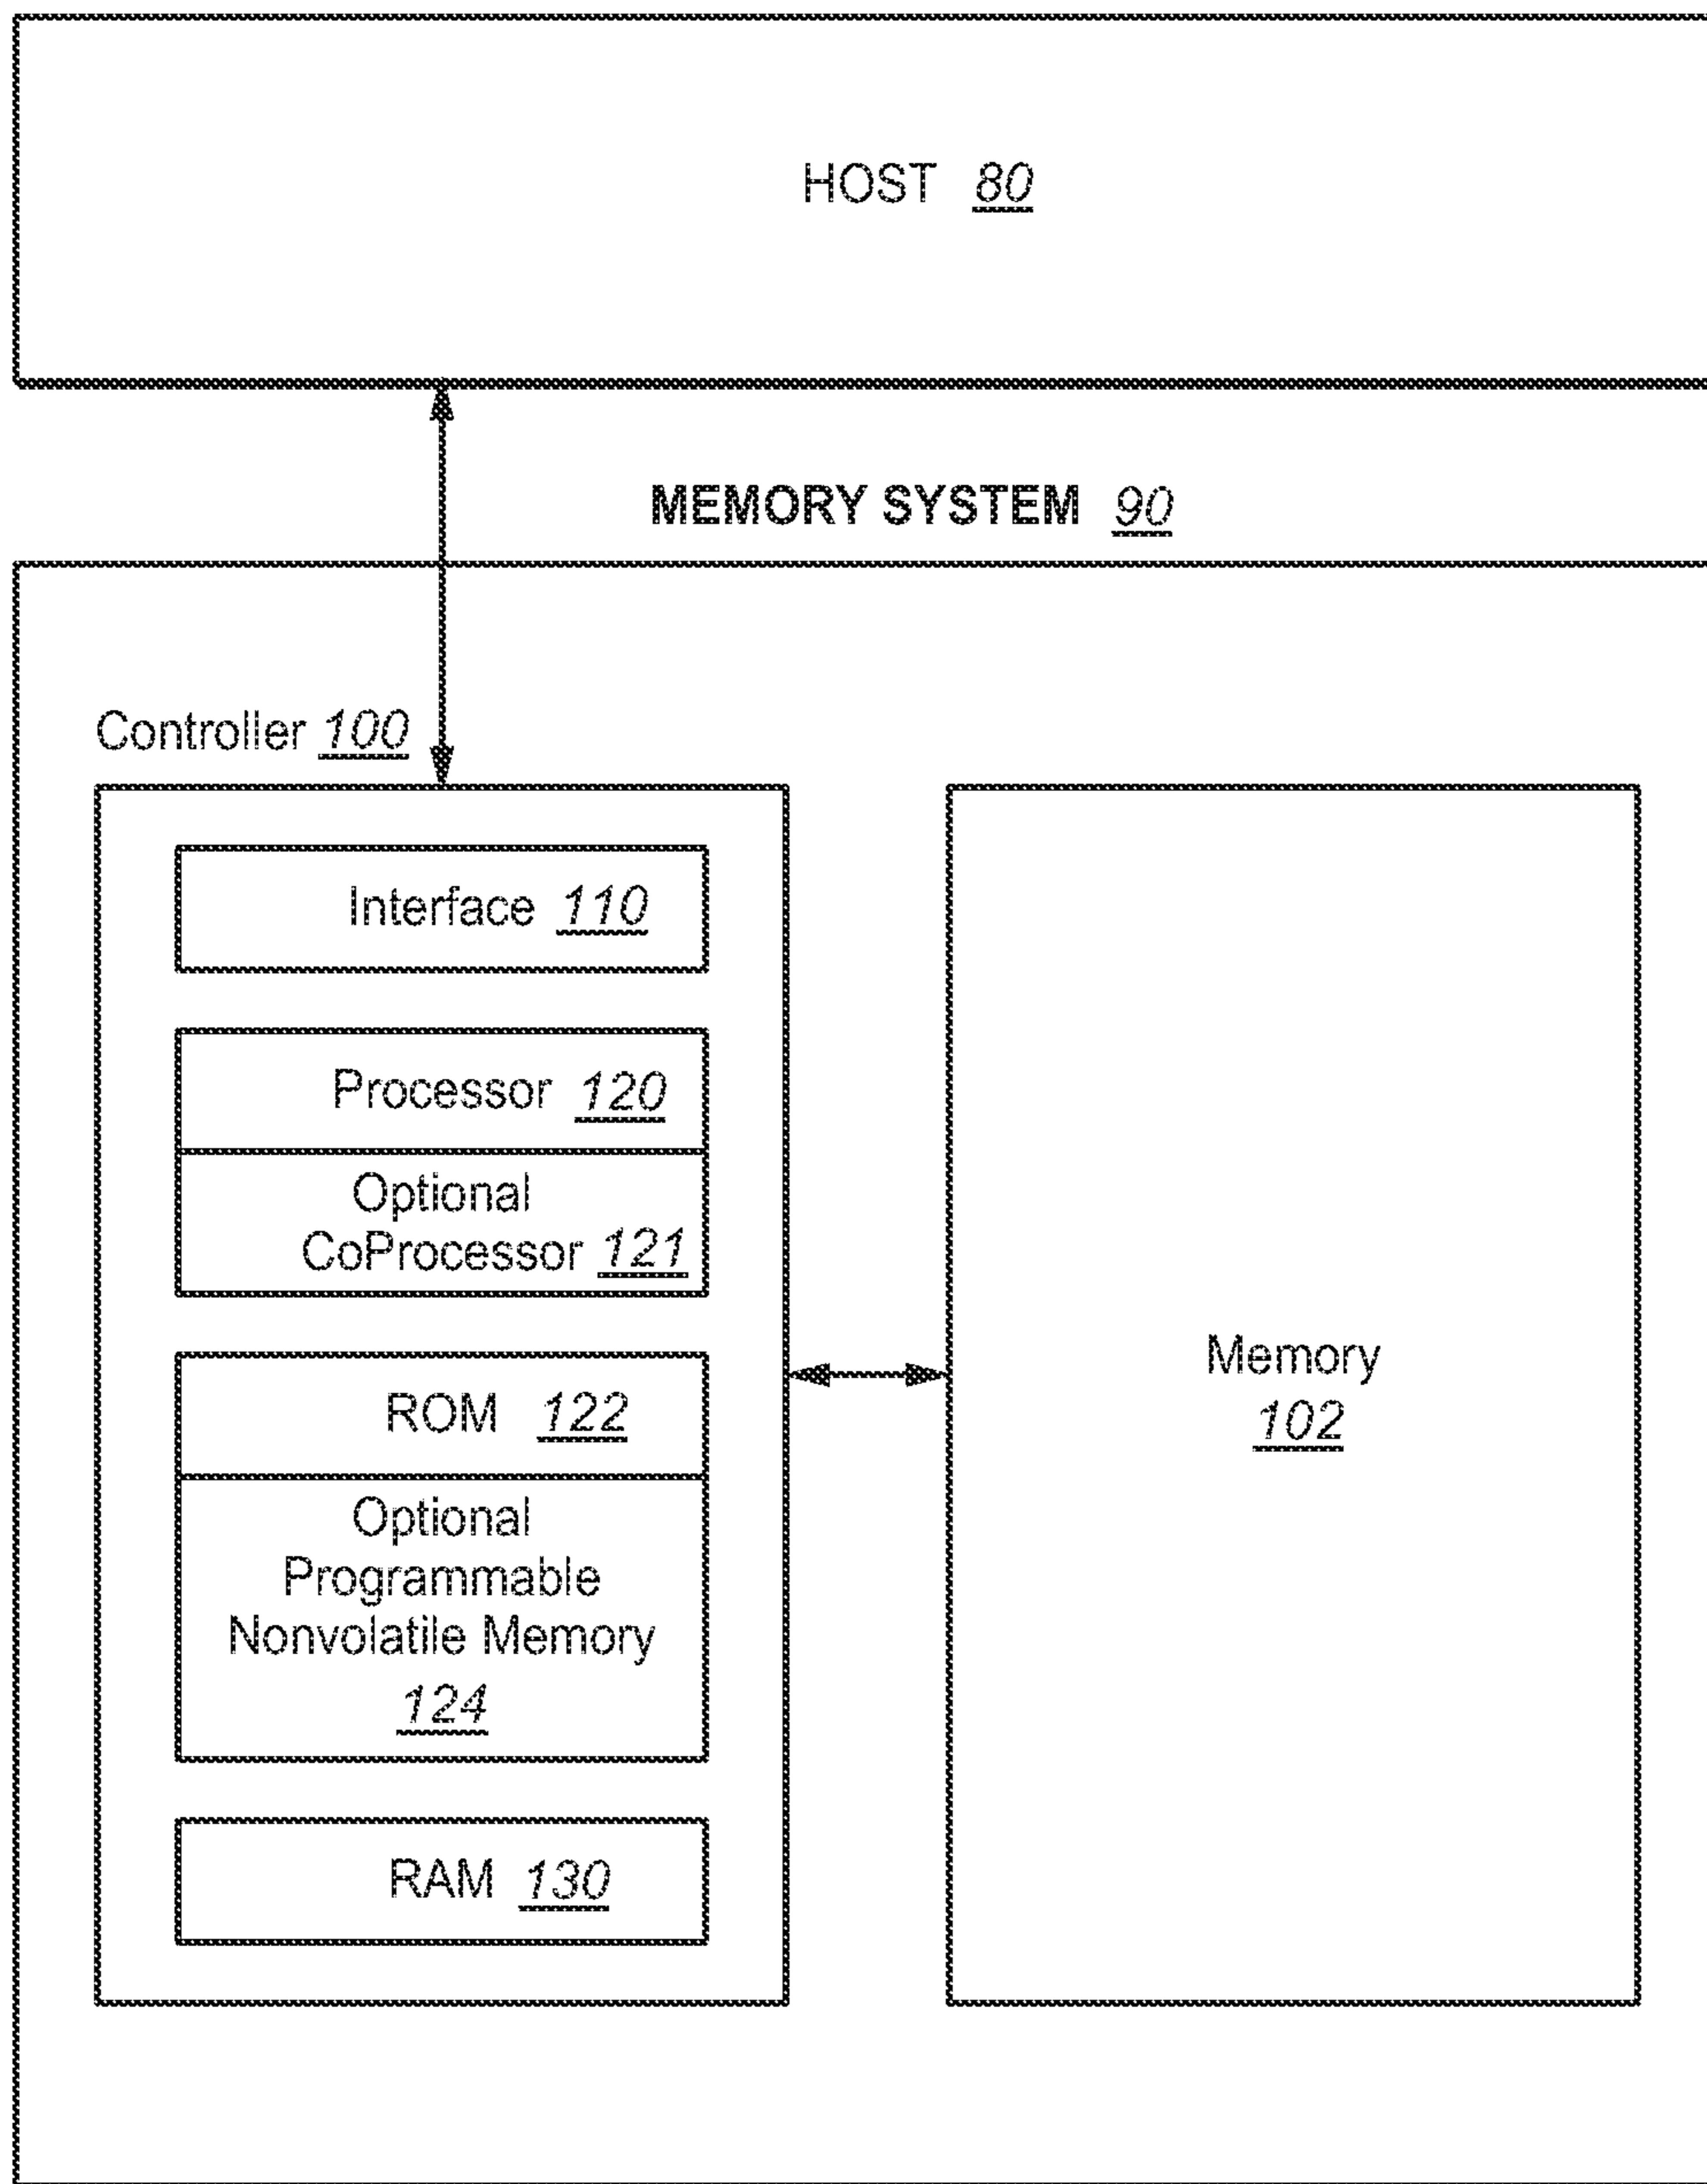 HOST 80
MEMORY SYSTEM 90
Controller 100
Interface 110
Processor 120
Optional
CoProcessor 121
ROM 122
Optional
Programmable
Nonvolatile Memory
124
RAM 130
Memory
102